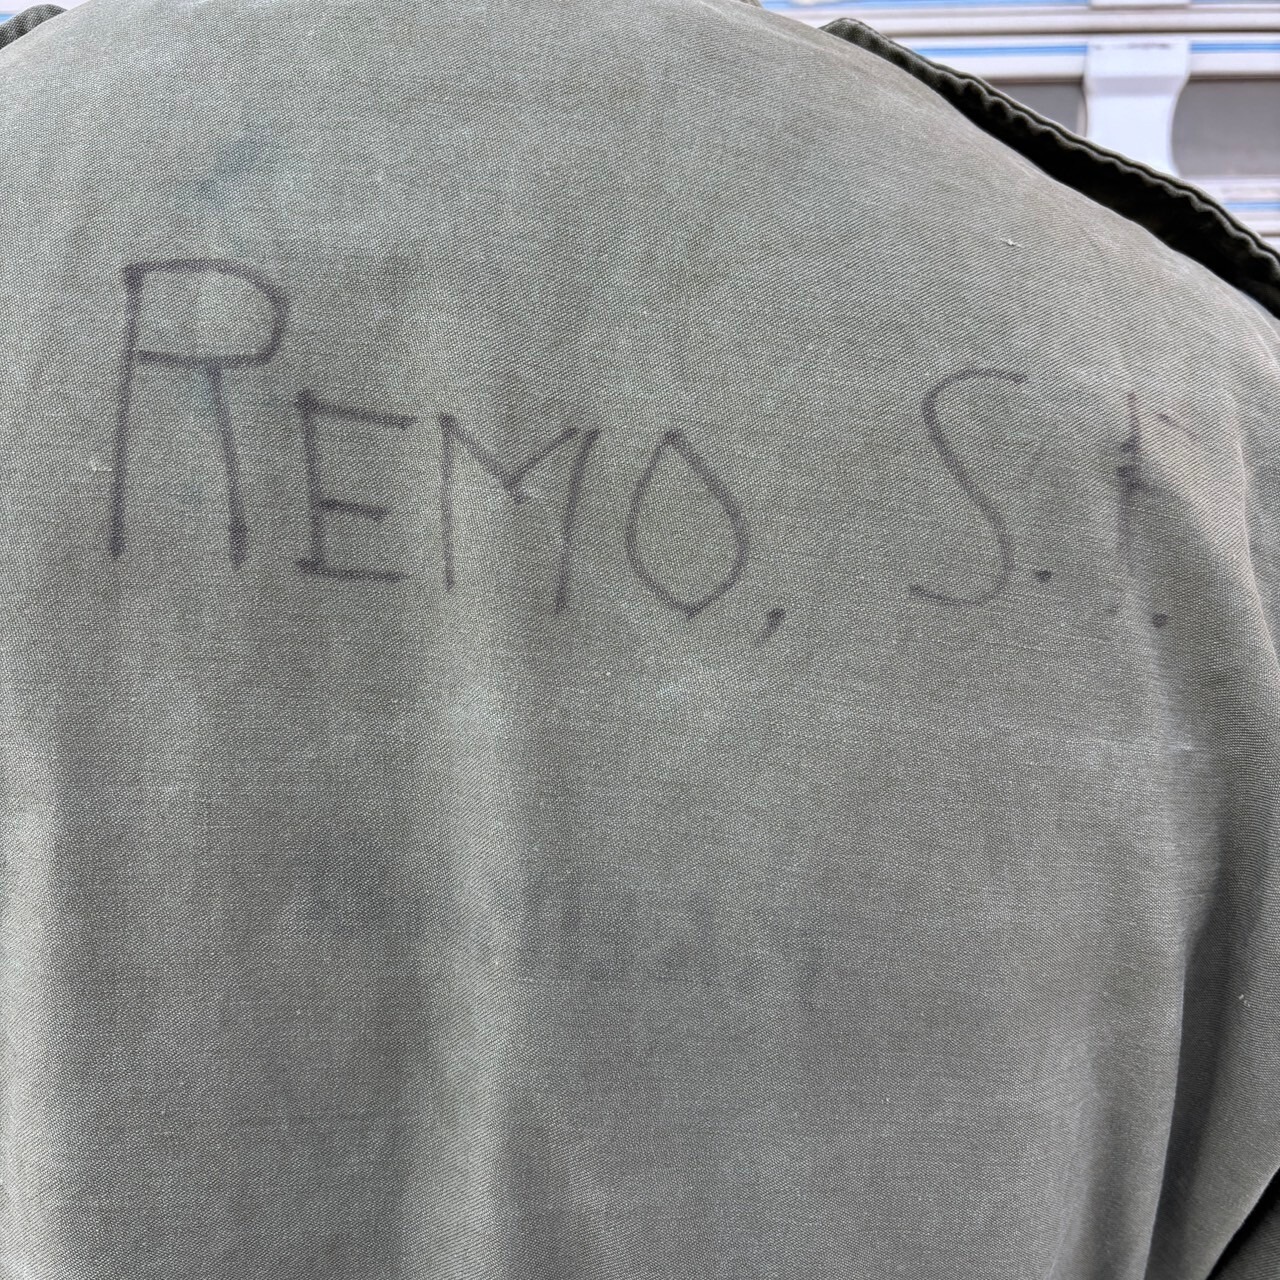 REMO, S.